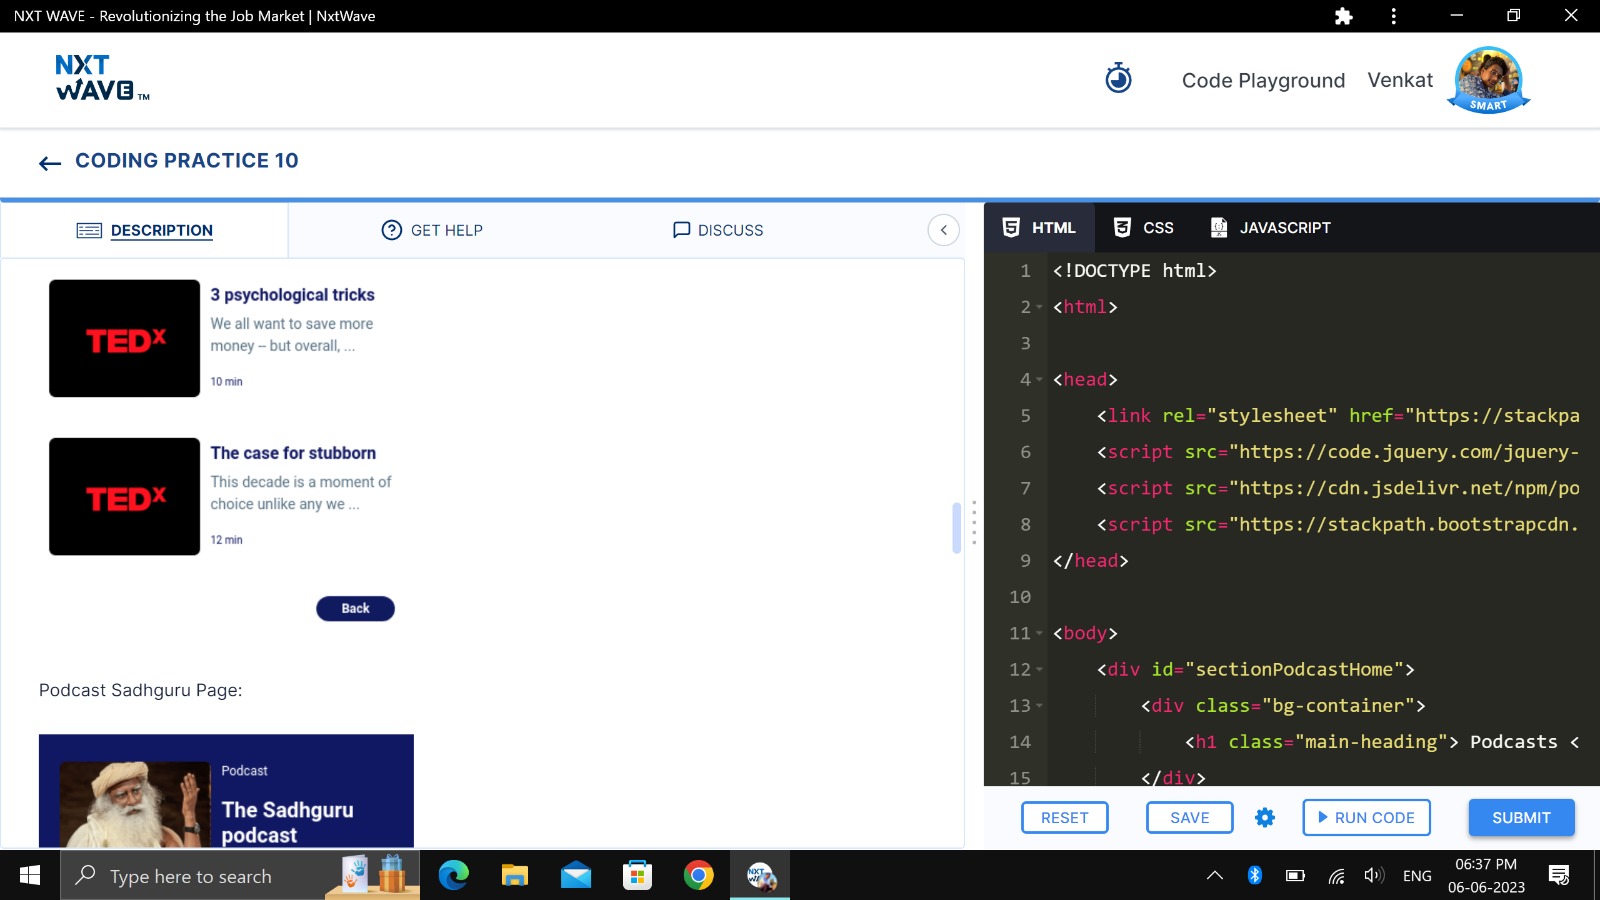 NXT WAVE - Revolutionizing the Job Market | NxtWave
NXT
WAVE TM
Code Playground
Venkat
SMART
CODING PRACTICE 10
DESCRIPTION
GET HELP
DISCUSS
TEDx
3 psychological tricks
We all want to save more
money – but overall, ...
10 min
TEDx
The case for stubborn
This decade is a moment of
choice unlike any we ...
12 min
Back
Podcast Sadhguru Page:
Podcast
The Sadhguru
podcast
HTML
CSS
JAVASCRIPT
1 <!DOCTYPE html>
2 <html>
3
4 <head>
5 <link rel="stylesheet" href="https://stackpa
6 <script src="https://code.jquery.com/jquery-
7 <script src="https://cdn.jsdelivr.net/npm/po
8 <script src="https://stackpath.bootstrapcdn.
9 </head>
10
11 <body>
12 <div id="sectionPodcastHome">
13 <div class="bg-container">
14 <h1 class="main-heading"> Podcasts <
15 </div>
RESET
SAVE
RUN CODE
SUBMIT
Type here to search
ENG
06:37 PM
06-06-2023